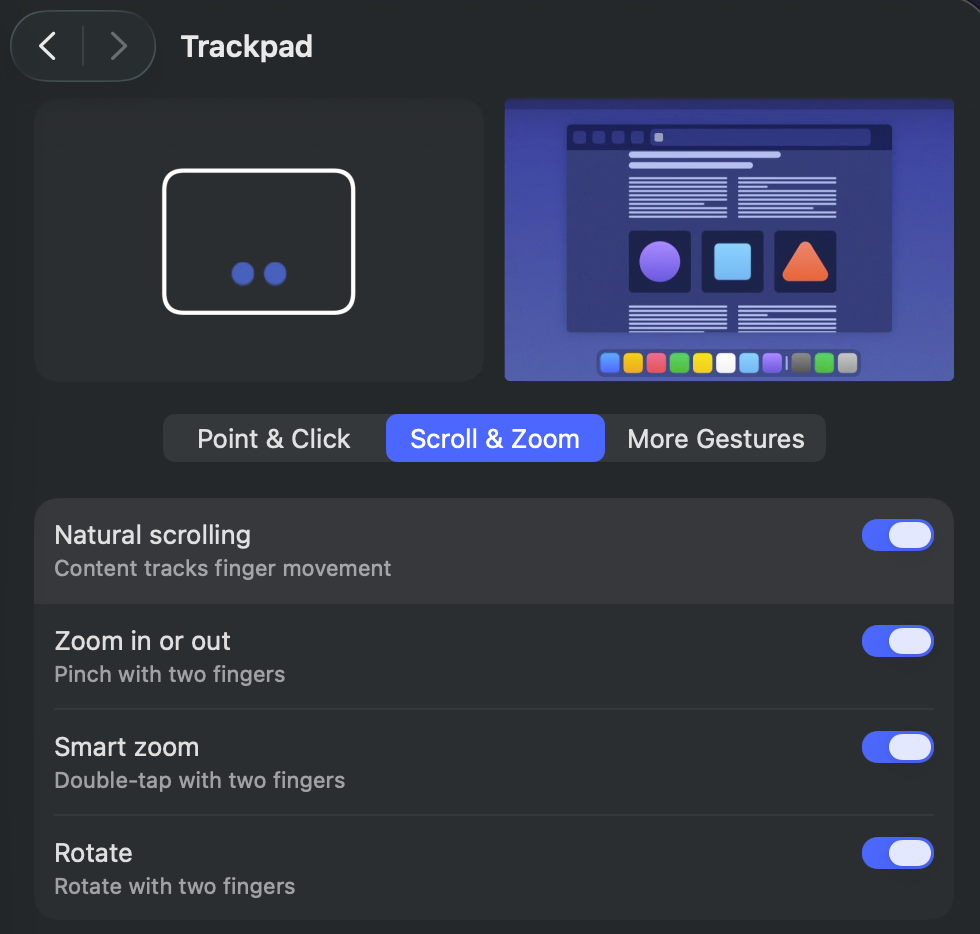 Trackpad
Point & Click
Scroll & Zoom
More Gestures
Natural scrolling
Content tracks finger movement
Zoom in or out
Pinch with two fingers
Smart zoom
Double-tap with two fingers
Rotate
Rotate with two fingers